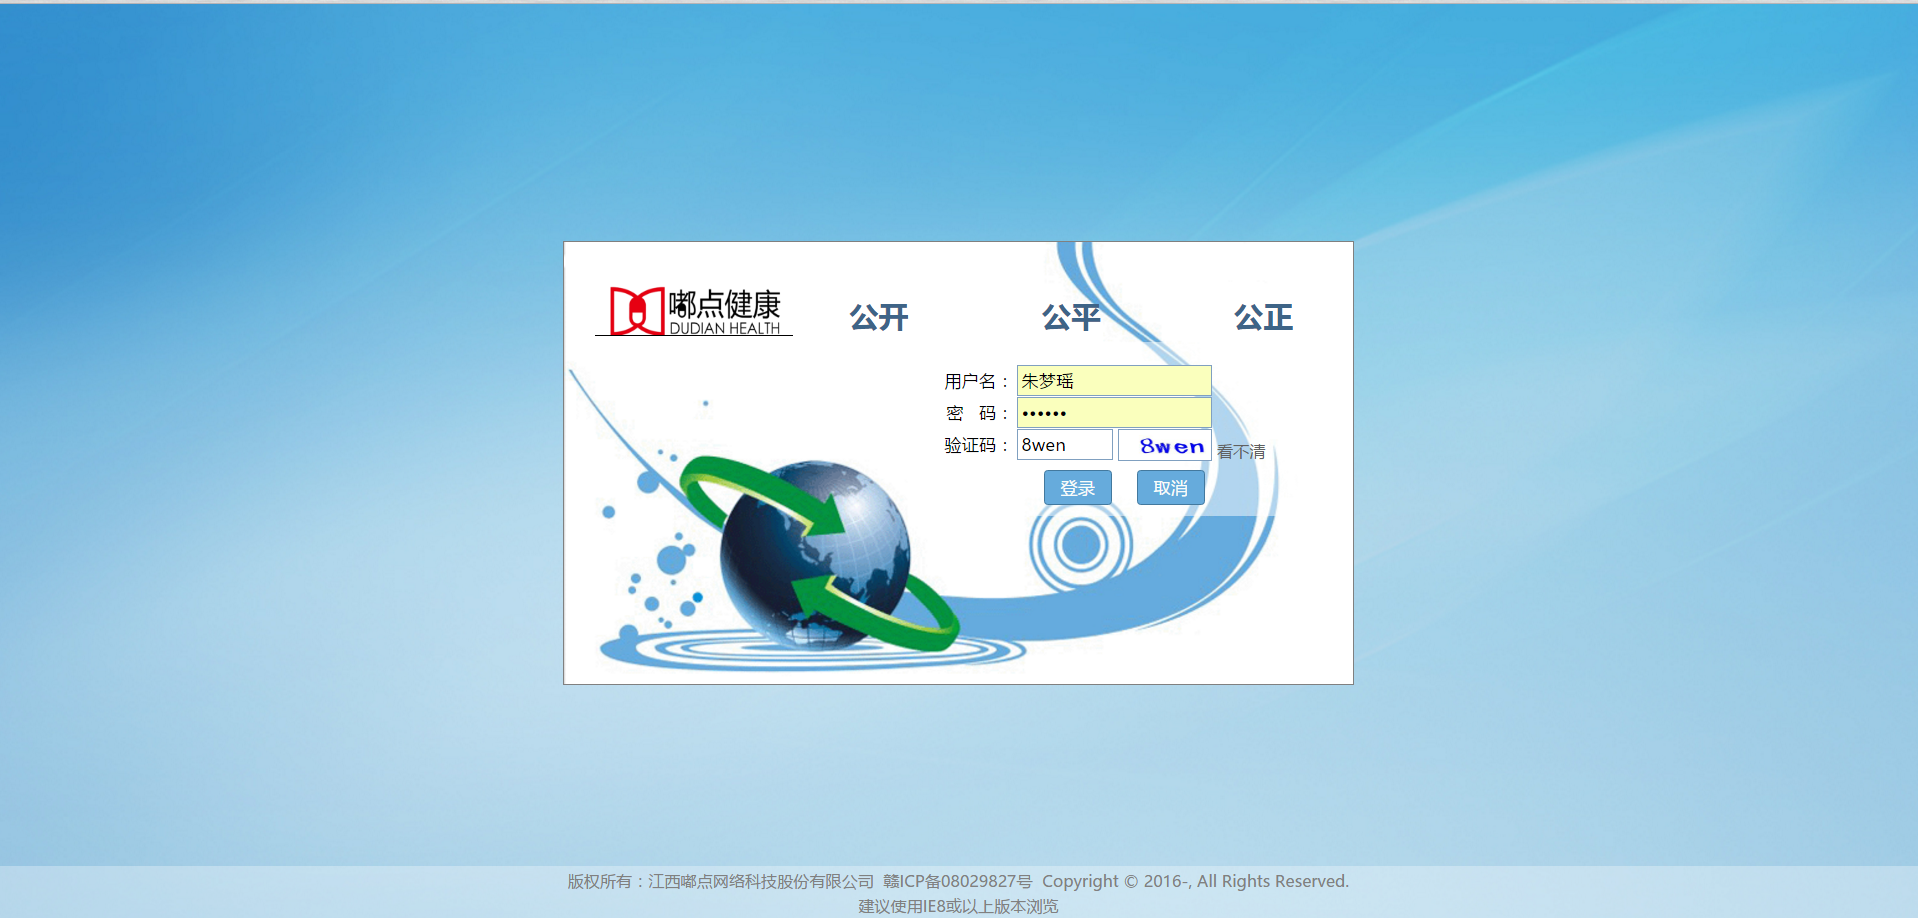 嘟点健康
DUDIAN HEALTH
公开 公平 公正
用户名： 朱梦瑶
密 码： ••••••
验证码： 8wen 8wen 看不清
登录 取消
版权所有：江西嘟点网络科技股份有限公司 赣ICP备08029827号 Copyright © 2016-, All Rights Reserved.
建议使用IE8或以上版本浏览